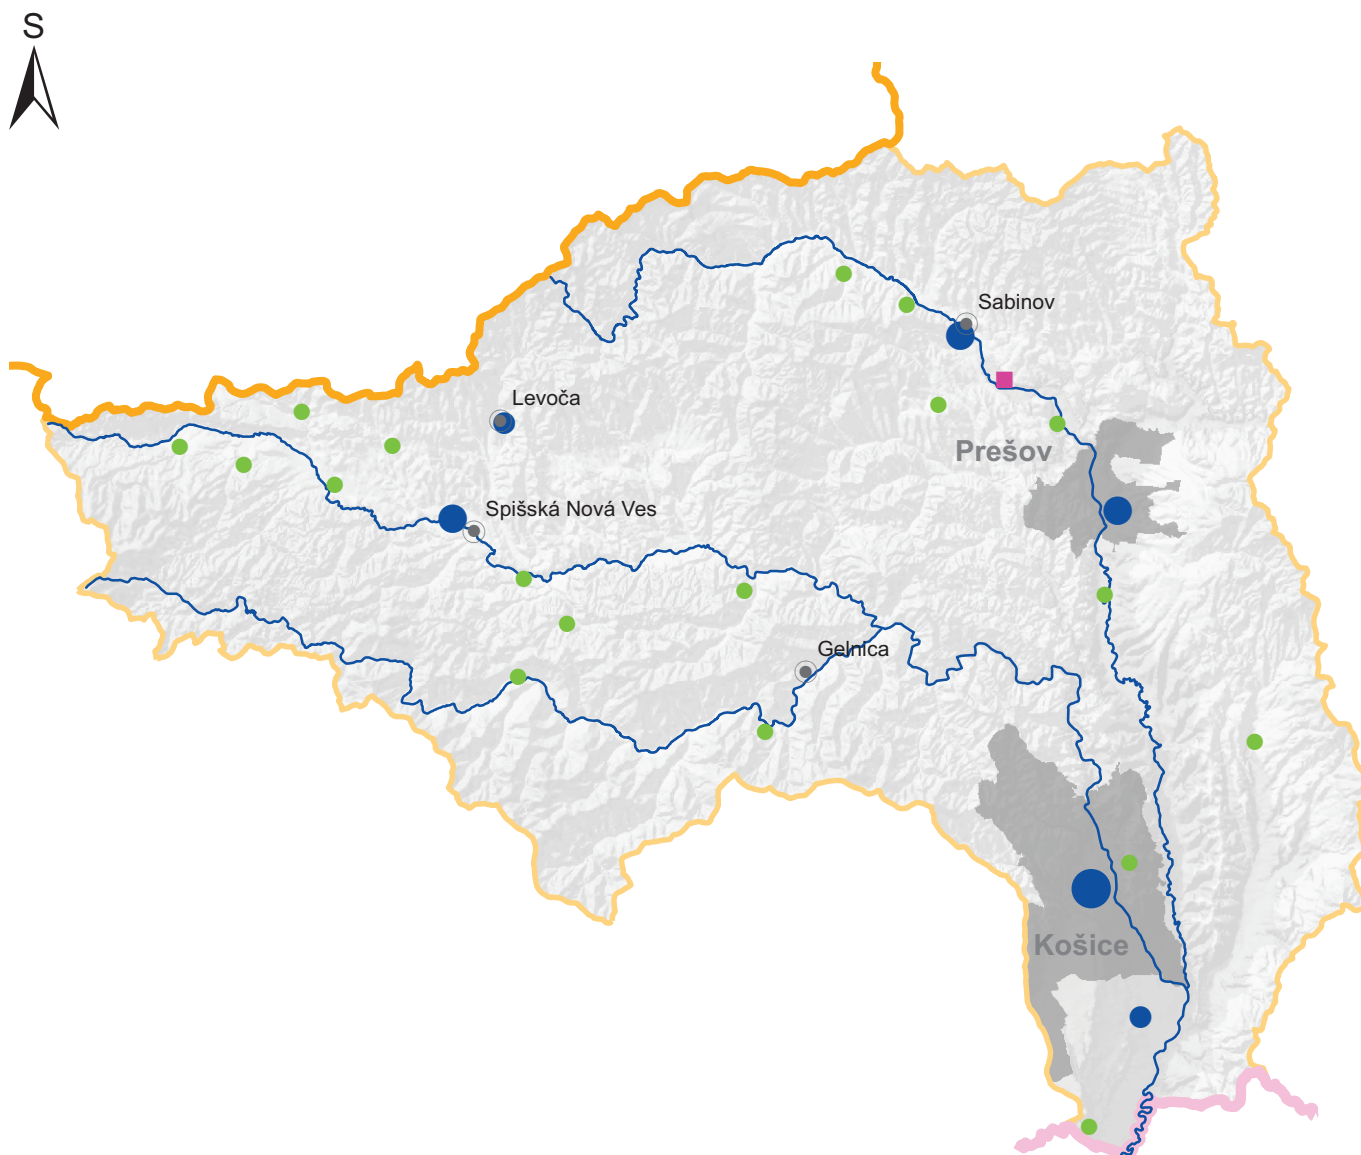 S
Sabinov
Levoča
Prešov
Spišská Nová Ves
Gelnica
Košice